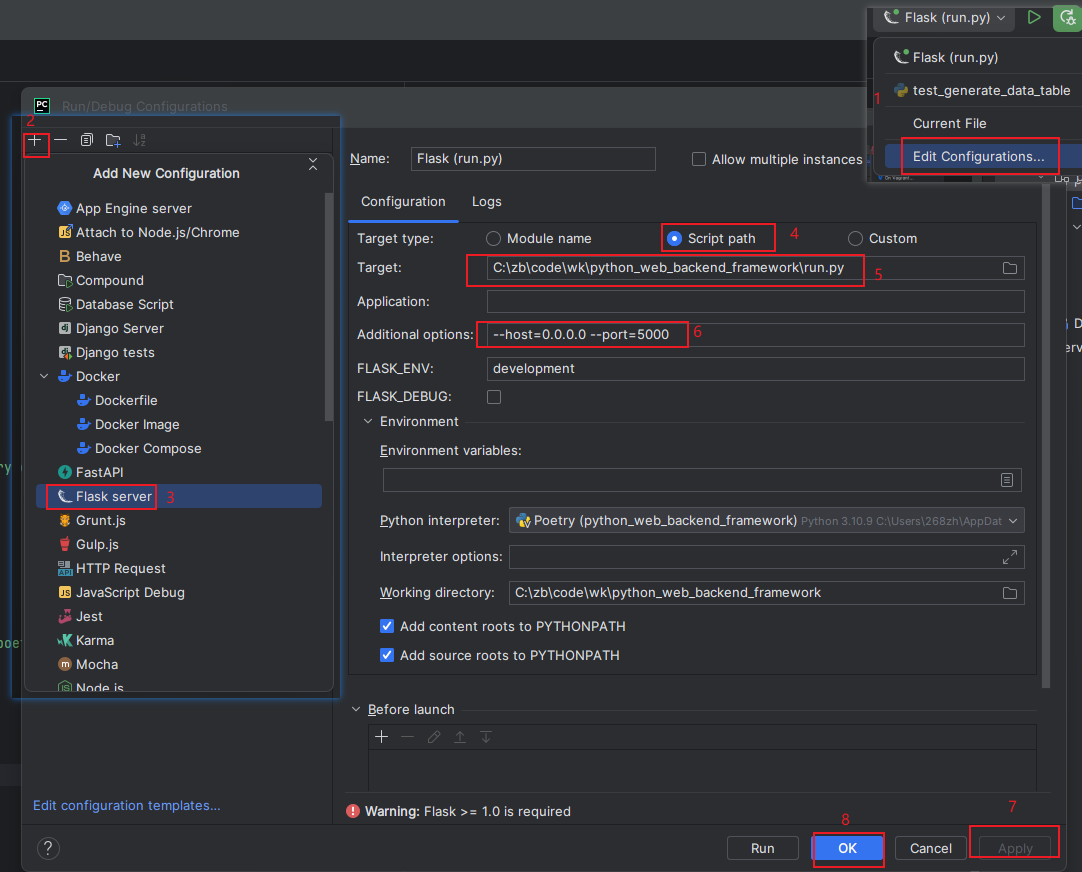 Flask (run.py)
Flask (run.py)
1
test_generate_data_table
Current File
Edit Configurations...
PC
Run/Debug Configurations
2
Add New Configuration
App Engine server
Attach to Node.js/Chrome
Behave
Compound
Database Script
Django Server
Django tests
Docker
Dockerfile
Docker Image
Docker Compose
FastAPI
Flask server 3
Grunt.js
Gulp.js
HTTP Request
JavaScript Debug
Jest
Karma
Mocha
Node.js
Edit configuration templates...
Name: Flask (run.py) Allow multiple instances
Configuration Logs
Target type: Module name Script path 4 Custom
Target: C:\zb\code\wk\python_web_backend_framework\run.py 5
Application:
Additional options: --host=0.0.0.0 --port=5000 6
FLASK_ENV: development
FLASK_DEBUG:
Environment
Environment variables:
Python interpreter: Poetry (python_web_backend_framework) Python 3.10.9 C:\Users\268zh\AppDat
Interpreter options:
Working directory: C:\zb\code\wk\python_web_backend_framework
Add content roots to PYTHONPATH
Add source roots to PYTHONPATH
Before launch
Warning: Flask >= 1.0 is required
7
8
? Run OK Cancel Apply